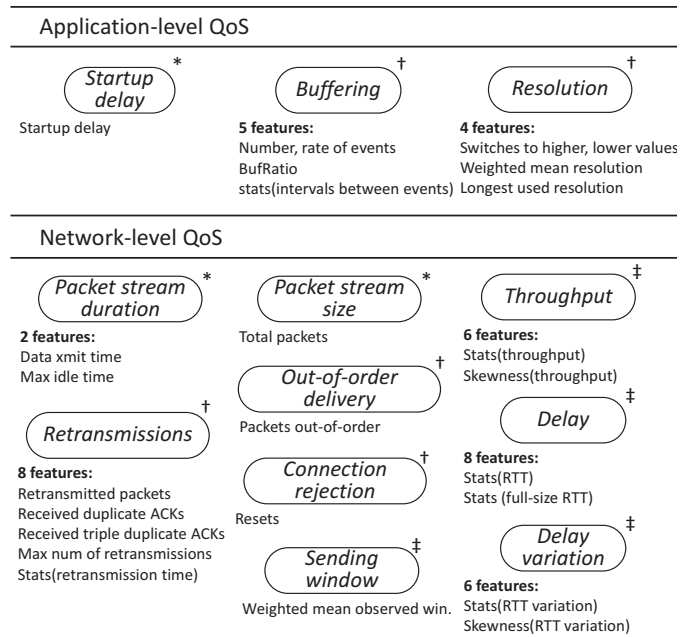 Application-level QoS
Startup delay *
Startup delay
Buffering †
5 features:
Number, rate of events
BufRatio
stats(intervals between events)
Resolution †
4 features:
Switches to higher, lower values
Weighted mean resolution
Longest used resolution
Network-level QoS
Packet stream *
duration
2 features:
Data xmit time
Max idle time
Retransmissions †
8 features:
Retransmitted packets
Received duplicate ACKs
Received triple duplicate ACKs
Max num of retransmissions
Stats(retransmission time)
Packet stream *
size
Total packets
Out-of-order †
delivery
Packets out-of-order
Connection †
rejection
Resets
Sending ‡
window
Weighted mean observed win.
Throughput ‡
6 features:
Stats(throughput)
Skewness(throughput)
Delay ‡
8 features:
Stats(RTT)
Stats (full-size RTT)
Delay ‡
variation
6 features:
Stats(RTT variation)
Skewness(RTT variation)